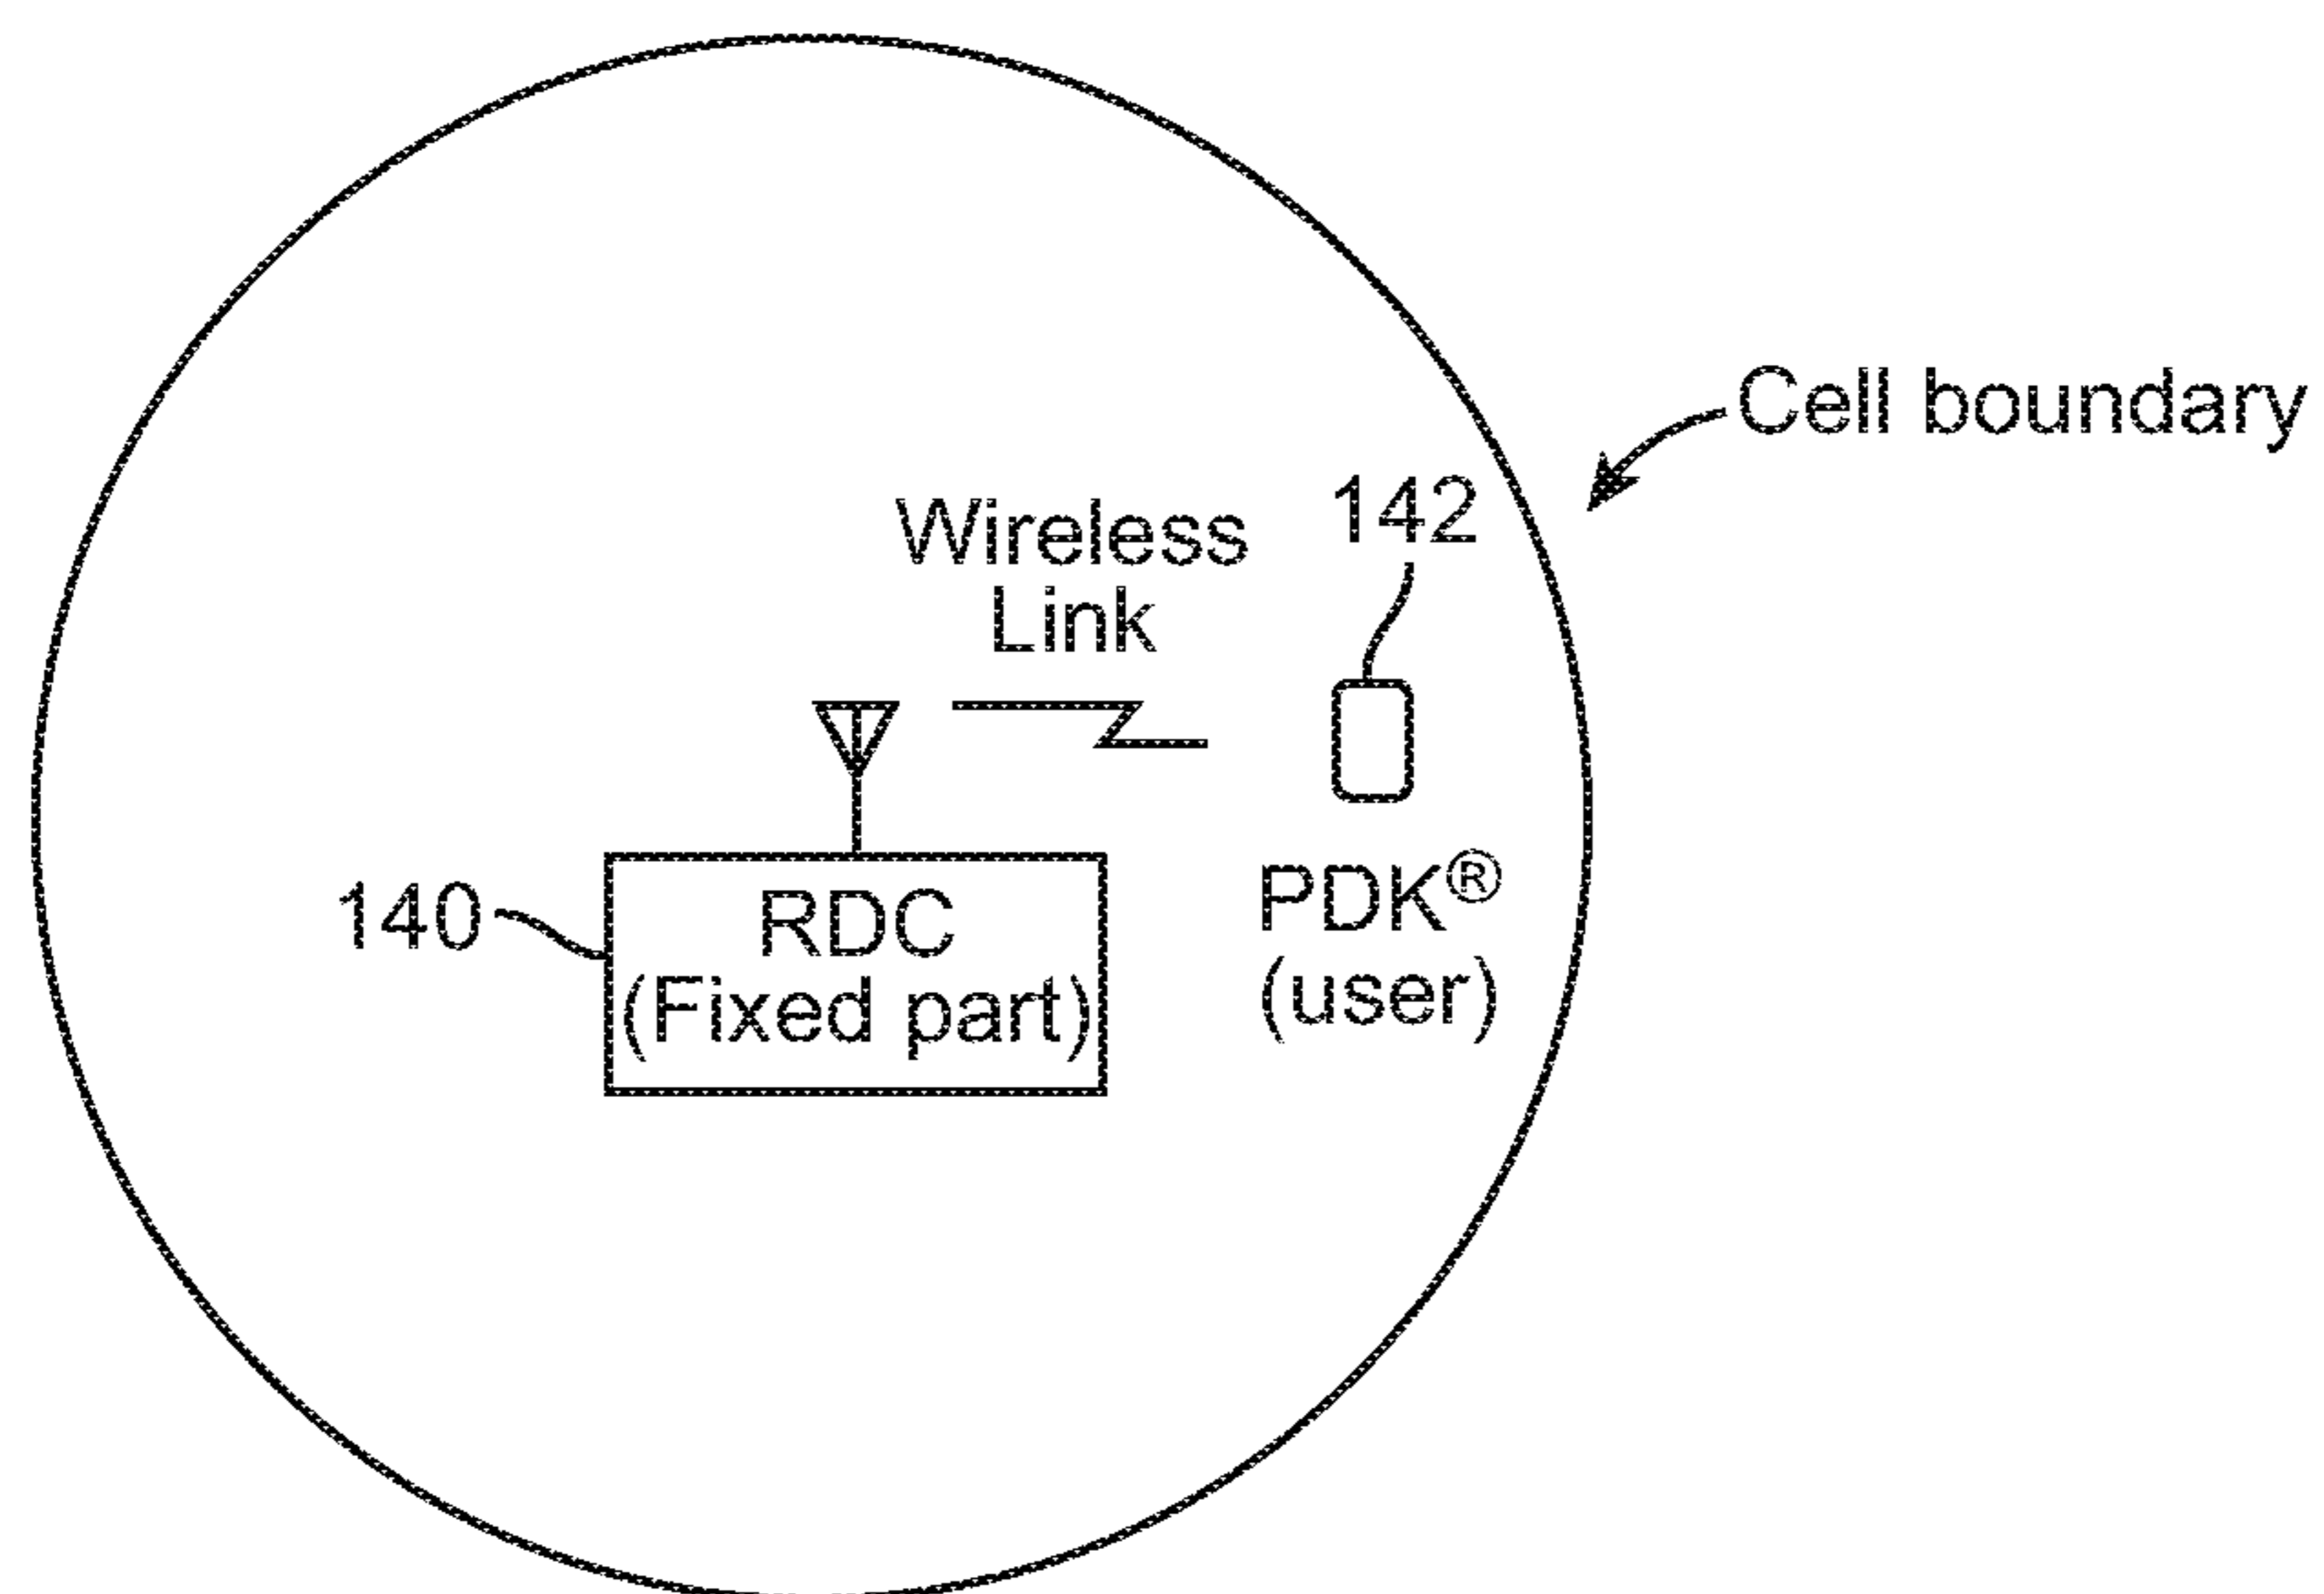 Cell boundary
142
Wireless
Link
140
RDC
(Fixed part)
PDK®
(user)